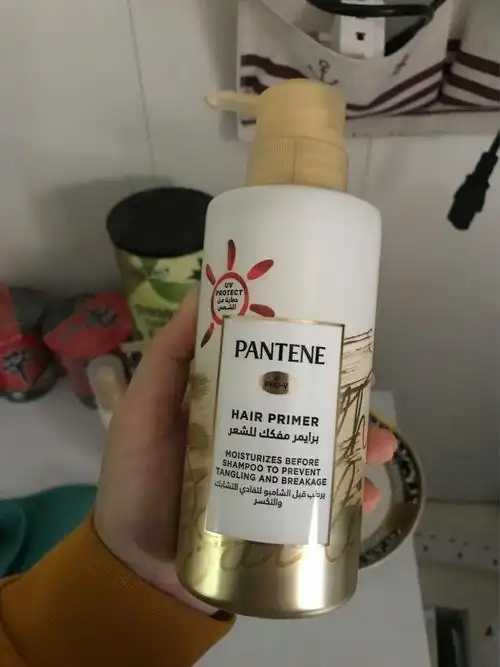 UV
PROTECT
حماية من
الشمس
PANTENE
PRO-V
HAIR PRIMER
برايمر مفكك للشعر
MOISTURIZES BEFORE
SHAMPOO TO PREVENT
TANGLING AND BREAKAGE
يرطب قبل الشامبو لتفادي التشابك
والتكسر